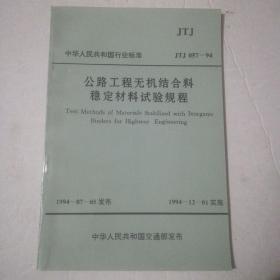 JTJ
中华人民共和国行业标准
JTJ 057-94
公路工程无机结合料
稳定材料试验规程
Test Methods of Materials Stabilized with Inorganic
Binders for Highway Engineering
1994-07-05 发布
1994-12-01 实施
中华人民共和国交通部发布